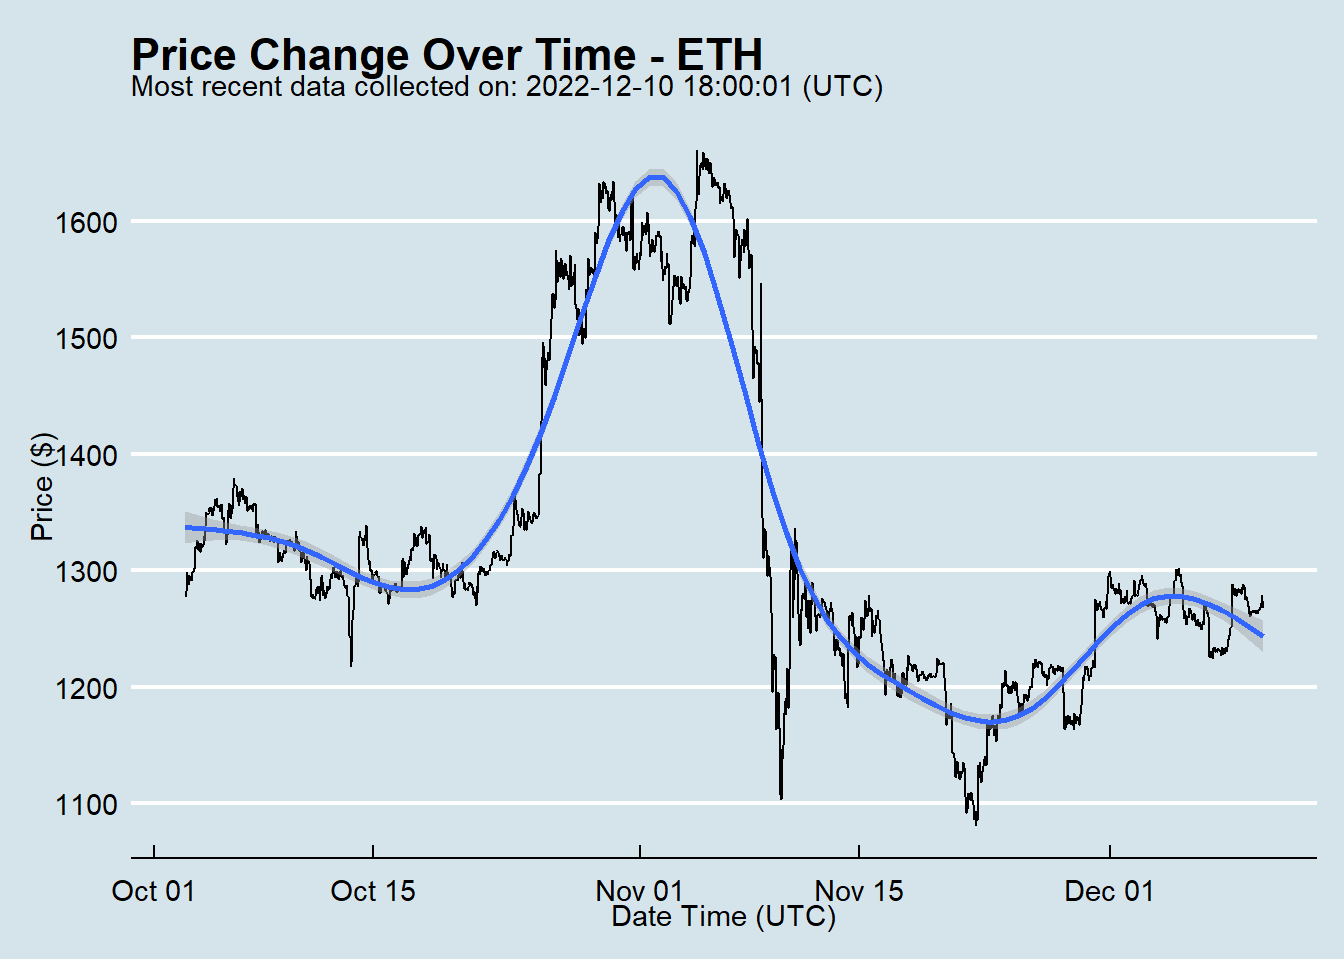 Price Change Over Time - ETH
Most recent data collected on: 2022-12-10 18:00:01 (UTC)
Price ($)
1600
1500
1400
1300
1200
1100
Oct 01
Oct 15
Nov 01
Nov 15
Dec 01
Date Time (UTC)